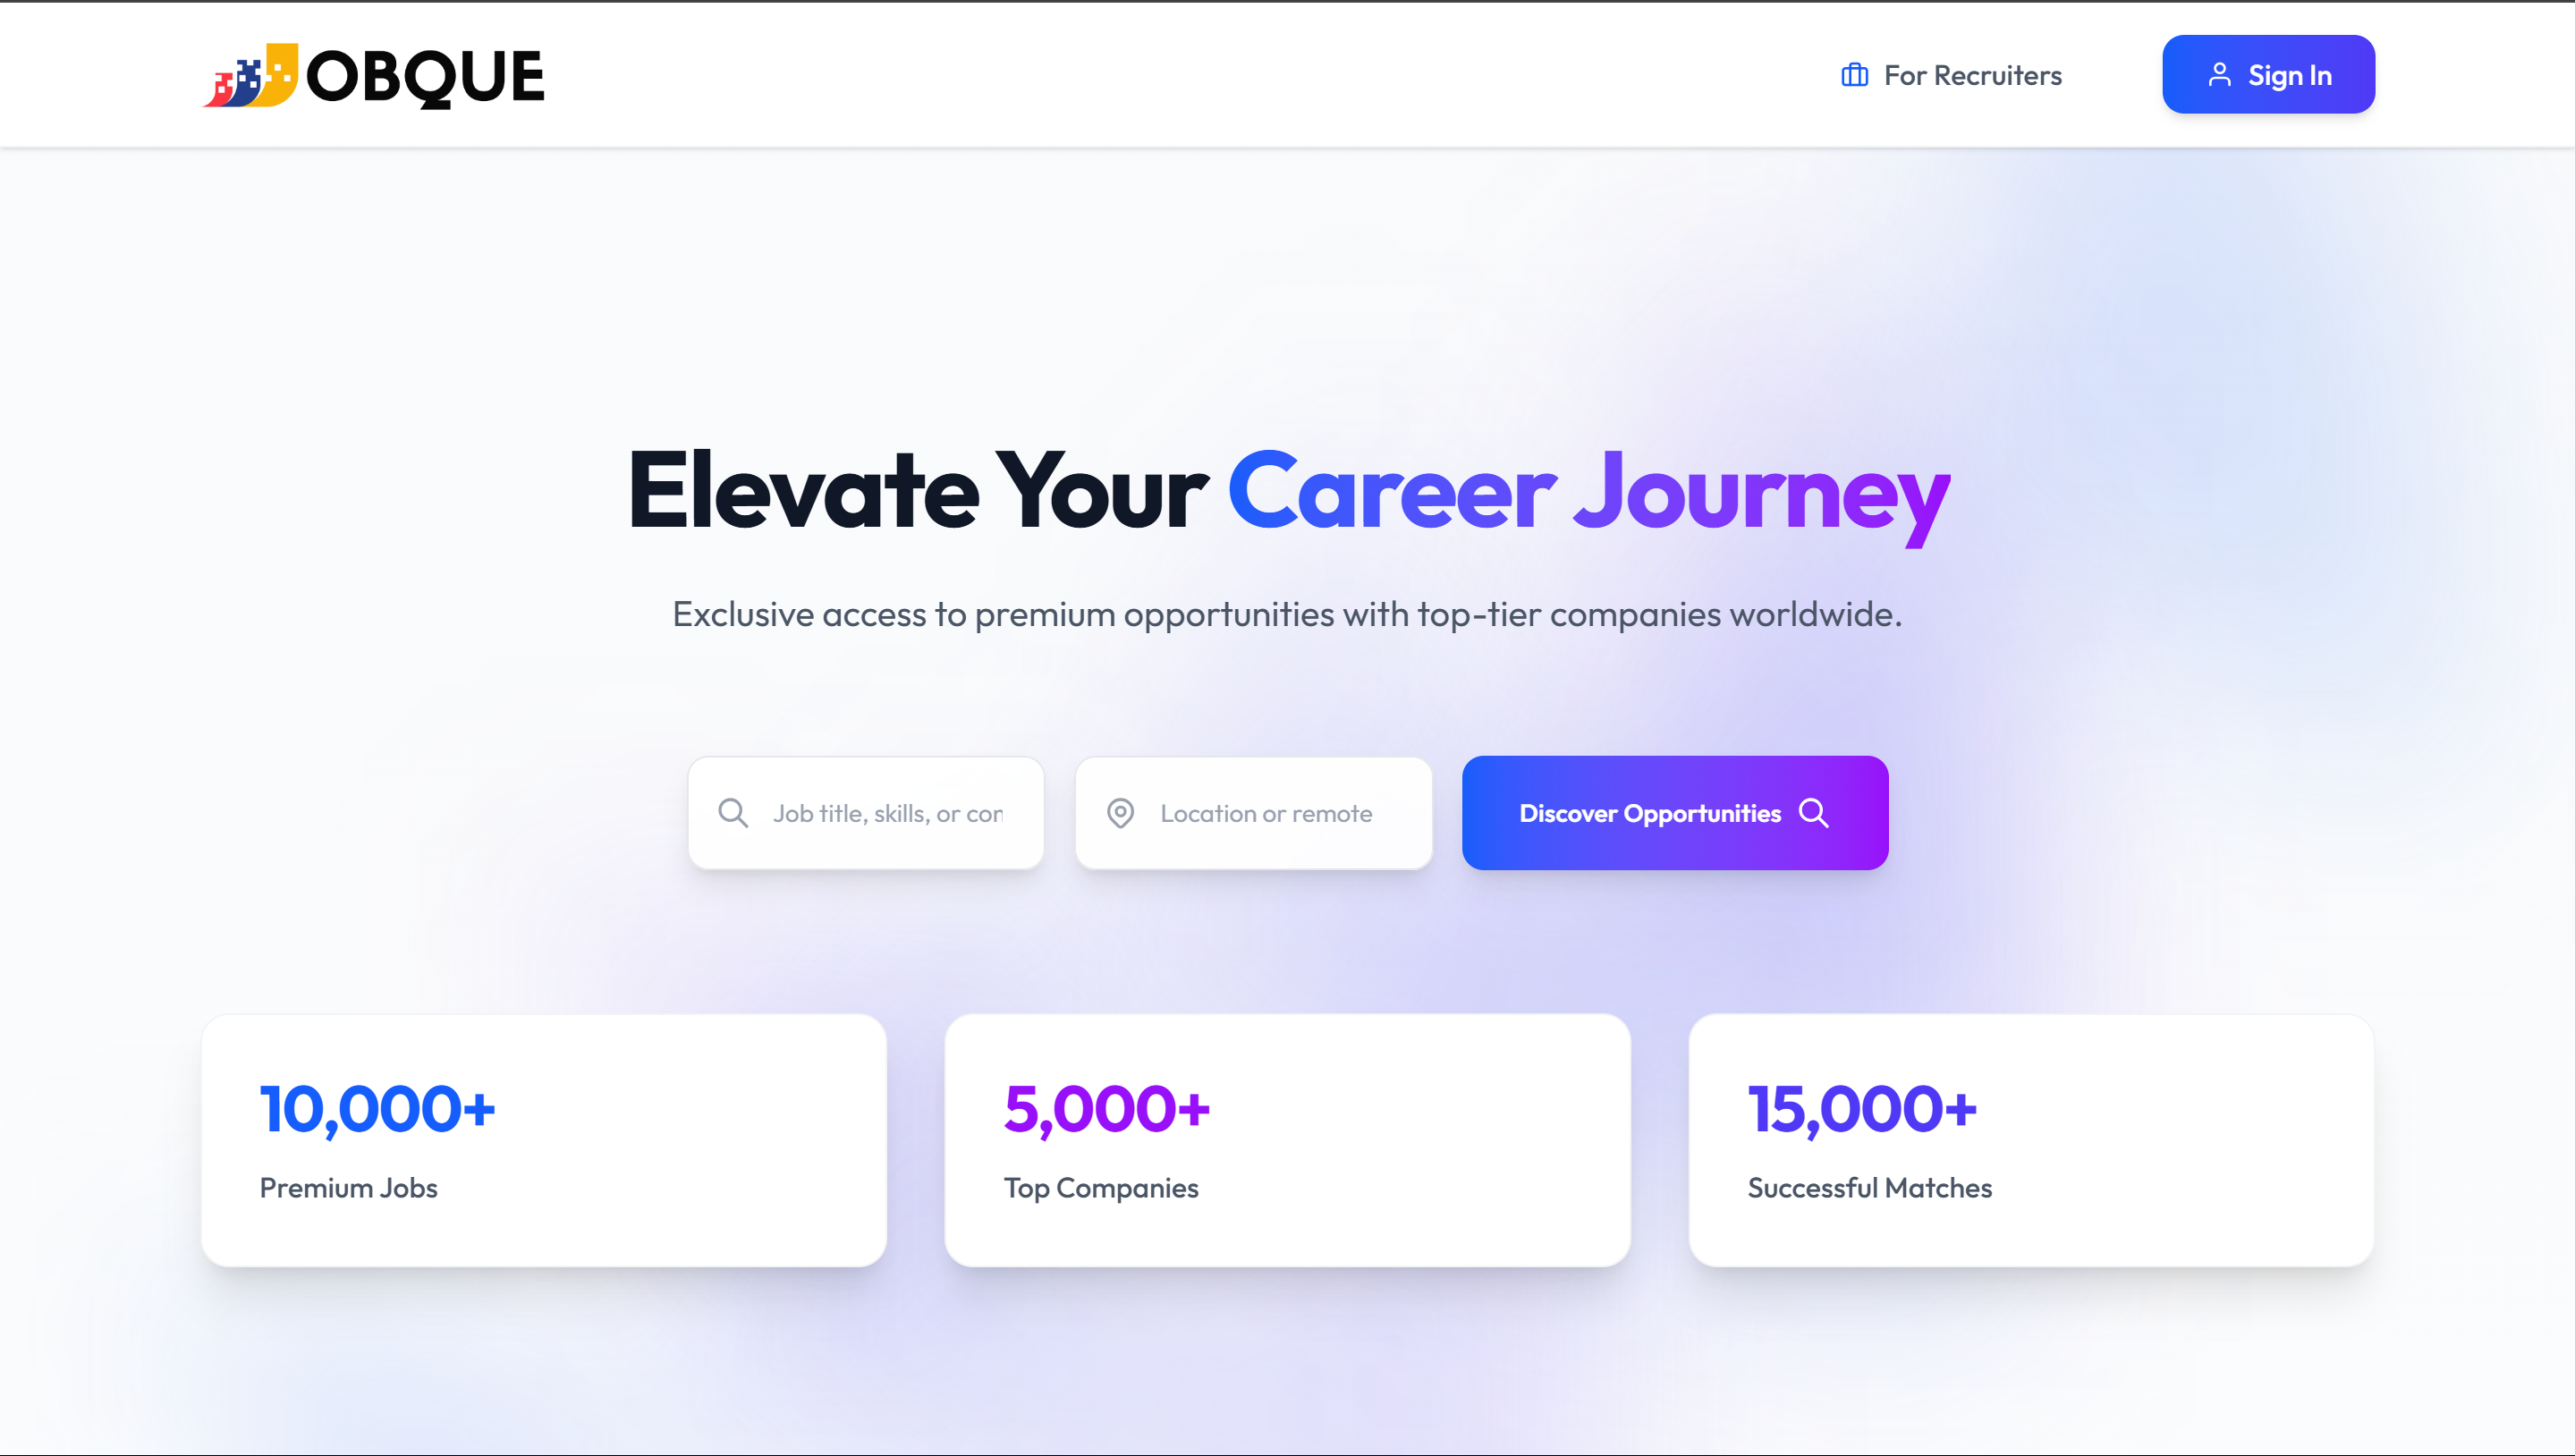 JOBQUE
For Recruiters
Sign In
Elevate Your Career Journey
Exclusive access to premium opportunities with top-tier companies worldwide.
Job title, skills, or con
Location or remote
Discover Opportunities
10,000+
Premium Jobs
5,000+
Top Companies
15,000+
Successful Matches